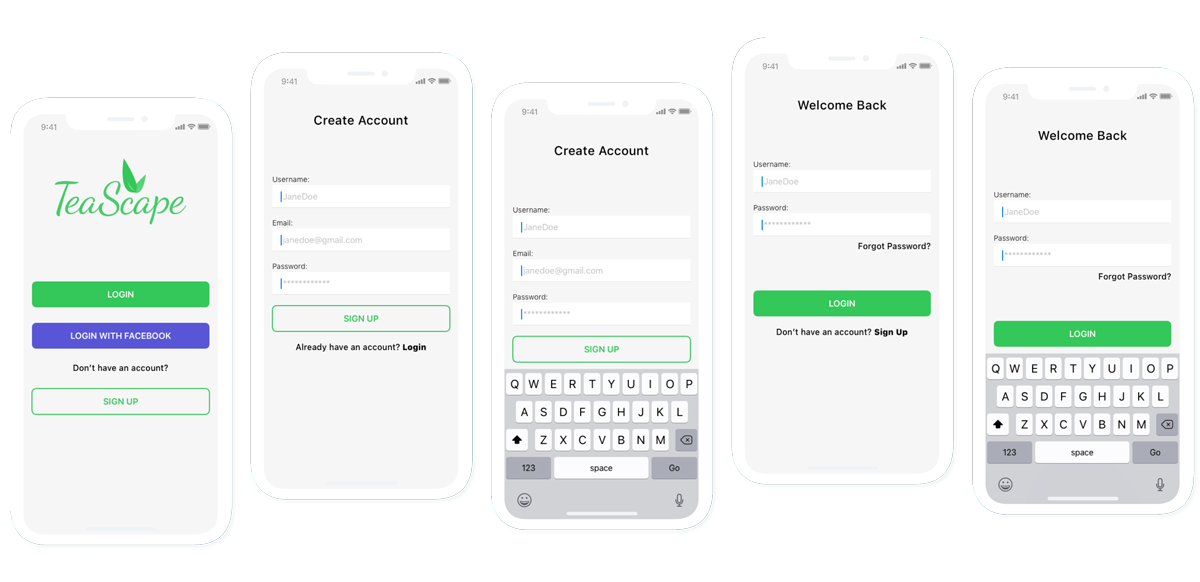 9:41
TeaScape
LOGIN
LOGIN WITH FACEBOOK
Don't have an account?
SIGN UP
9:41
Create Account
Username:
JaneDoe
Email:
janedoe@gmail.com
Password:
************
SIGN UP
Already have an account? Login
9:41
Create Account
Username:
JaneDoe
Email:
janedoe@gmail.com
Password:
************
SIGN UP
Q W E R T Y U I O P
A S D F G H J K L
Z X C V B N M
123 space Go
9:41
Welcome Back
Username:
JaneDoe
Password:
************
Forgot Password?
LOGIN
Don't have an account? Sign Up
9:41
Welcome Back
Username:
JaneDoe
Password:
************
Forgot Password?
LOGIN
Q W E R T Y U I O P
A S D F G H J K L
Z X C V B N M
123 space Go